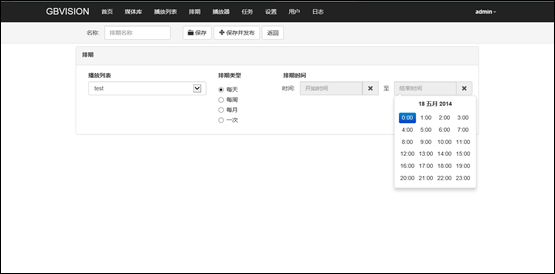 GBVISION 首页 媒体库 播放列表 排期 播放器 任务 设置 用户 日志 admin
名称: 排期名称 保存 保存并发布 返回
排期
播放列表 排期类型 排期时间
test 每天 时间: 开始时间 至 结束时间
每周
每月
一次
18 五月 2014
0:00 1:00 2:00 3:00
4:00 5:00 6:00 7:00
8:00 9:00 10:00 11:00
12:00 13:00 14:00 15:00
16:00 17:00 18:00 19:00
20:00 21:00 22:00 23:00